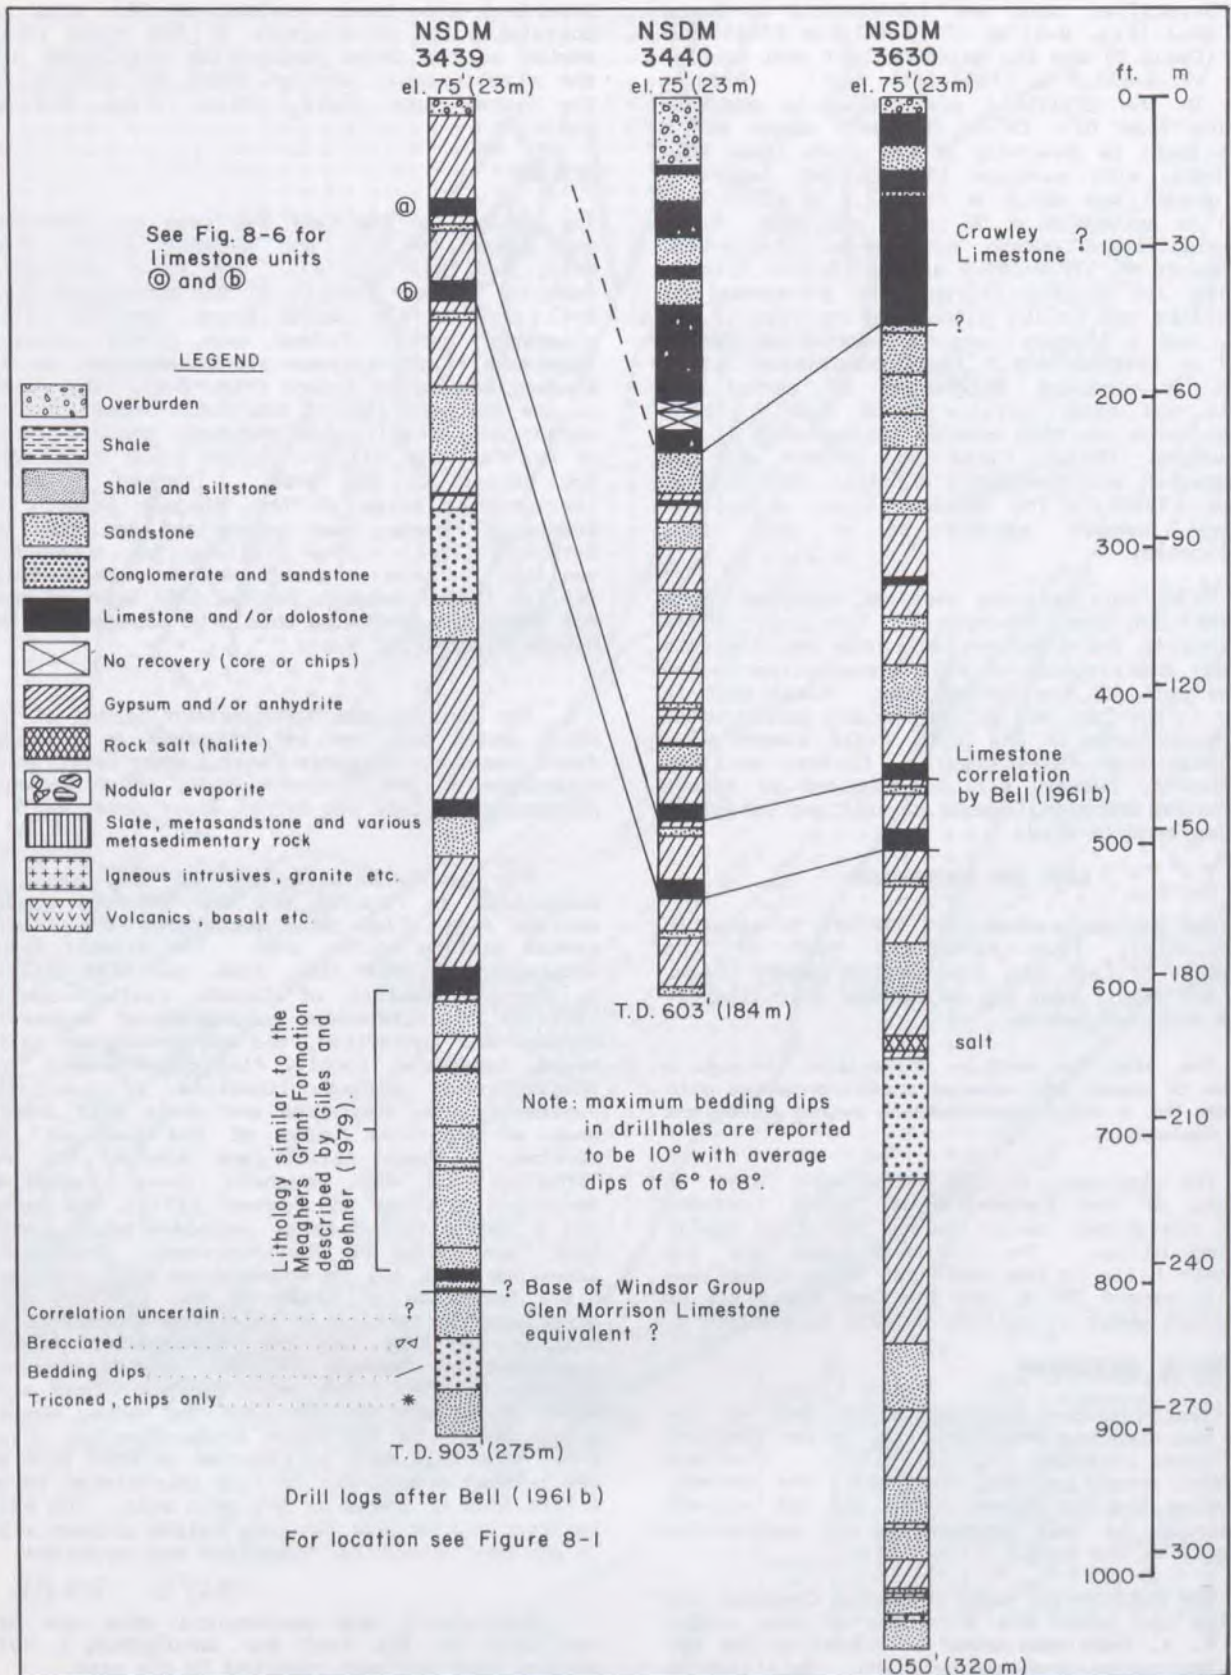 NSDM
3439
el. 75' (23m)
NSDM
3440
el. 75' (23m)
NSDM
3630
el. 75' (23m)
ft. m
0 0
100 30
200 60
300 90
400 120
500 150
600 180
700 210
800 240
900 270
1000 300
ⓐ
ⓑ
See Fig. 8-6 for
limestone units
ⓐ and ⓑ
LEGEND
Overburden
Shale
Shale and siltstone
Sandstone
Conglomerate and sandstone
Limestone and/or dolostone
No recovery (core or chips)
Gypsum and/or anhydrite
Rock salt (halite)
Nodular evaporite
Slate, metasandstone and various
metasedimentary rock
Igneous intrusives, granite etc.
Volcanics, basalt etc.
Crawley ?
Limestone
?
Limestone
correlation
by Bell (1961b)
salt
T.D. 603' (184m)
Note: maximum bedding dips
in drillholes are reported
to be 10° with average
dips of 6° to 8°.
Lithology similar to the
Meaghers Grant Formation
described by Giles and
Boehner (1979).
? Base of Windsor Group
Glen Morrison Limestone
equivalent ?
Correlation uncertain............... ?
Brecciated ........................
Bedding dips......................
Triconed, chips only................ *
T.D. 903' (275m)
Drill logs after Bell (1961b)
For location see Figure 8-1
1050' (320m)